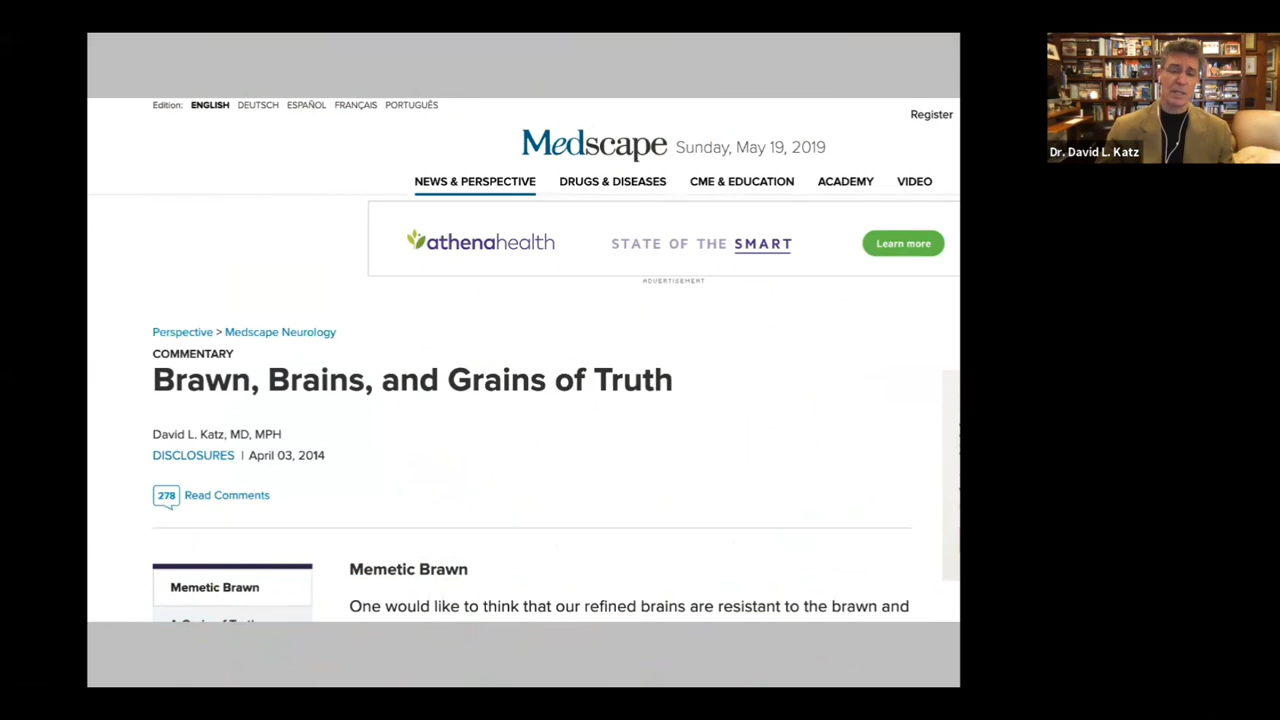 Edition: ENGLISH DEUTSCH ESPAÑOL FRANÇAIS PORTUGUÊS
Register
Medscape Sunday, May 19, 2019
NEWS & PERSPECTIVE DRUGS & DISEASES CME & EDUCATION ACADEMY VIDEO
athenahealth STATE OF THE SMART Learn more
ADVERTISEMENT
Perspective > Medscape Neurology
COMMENTARY
Brawn, Brains, and Grains of Truth
David L. Katz, MD, MPH
DISCLOSURES | April 03, 2014
278 Read Comments
Memetic Brawn
Memetic Brawn
One would like to think that our refined brains are resistant to the brawn and
Dr. David L. Katz